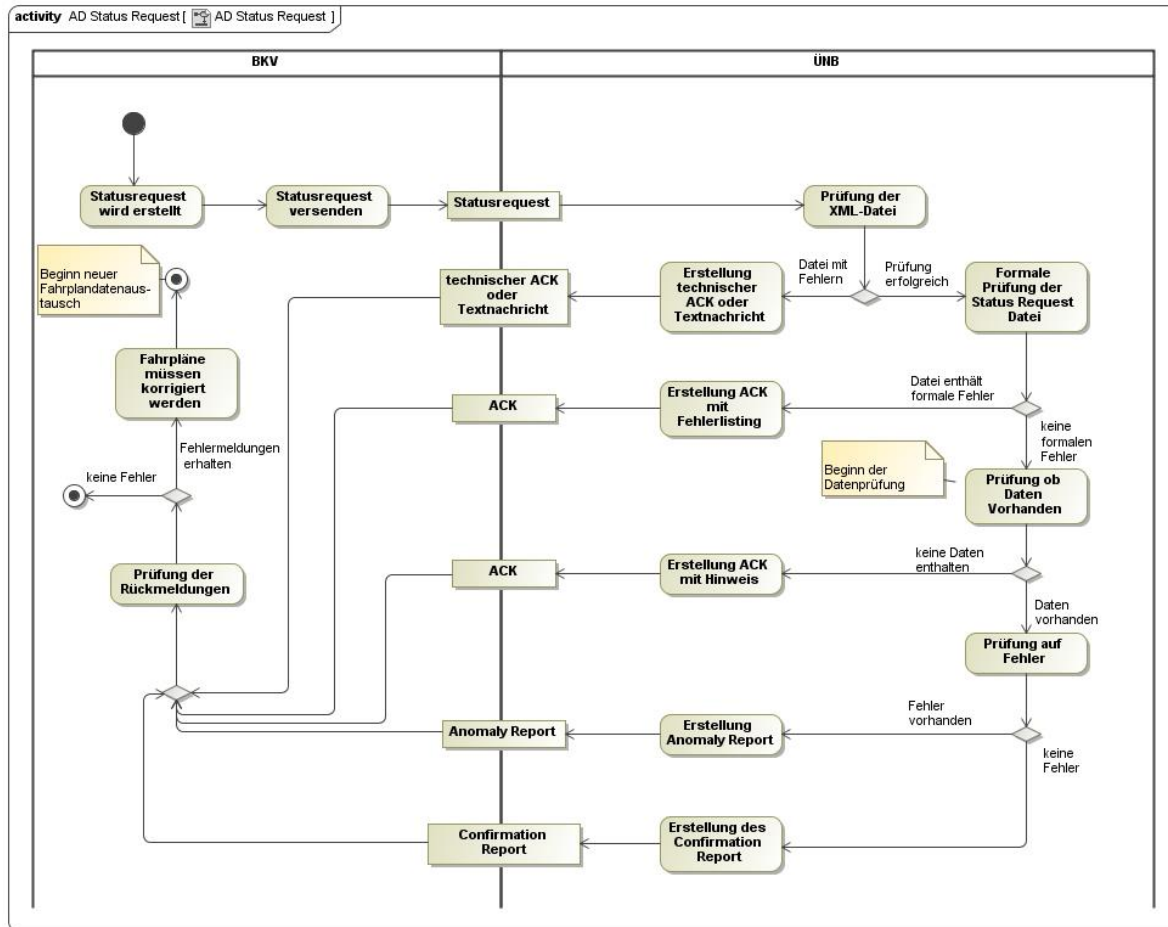 activity AD Status Request [ AD Status Request ]
BKV
ÜNB
Statusrequest
wird erstellt
Statusrequest
versenden
Statusrequest
Prüfung der
XML-Datei
Beginn neuer
Fahrplandatenaus-
tausch
technischer ACK
oder
Textnachricht
Erstellung
technischer
ACK oder
Textnachricht
Datei mit
Fehlern
Prüfung
erfolgreich
Formale
Prüfung der
Status Request
Datei
Fahrpläne
müssen
korrigiert
werden
ACK
Erstellung ACK
mit
Fehlerlisting
Datei enthält
formale Fehler
keine
formalen
Fehler
Fehlermeldungen
erhalten
keine Fehler
Beginn der
Datenprüfung
Prüfung ob
Daten
Vorhanden
Prüfung der
Rückmeldungen
ACK
Erstellung ACK
mit Hinweis
keine Daten
enthalten
Daten
vorhanden
Prüfung auf
Fehler
Anomaly Report
Erstellung
Anomaly Report
Fehler
vorhanden
keine
Fehler
Confirmation
Report
Erstellung des
Confirmation
Report